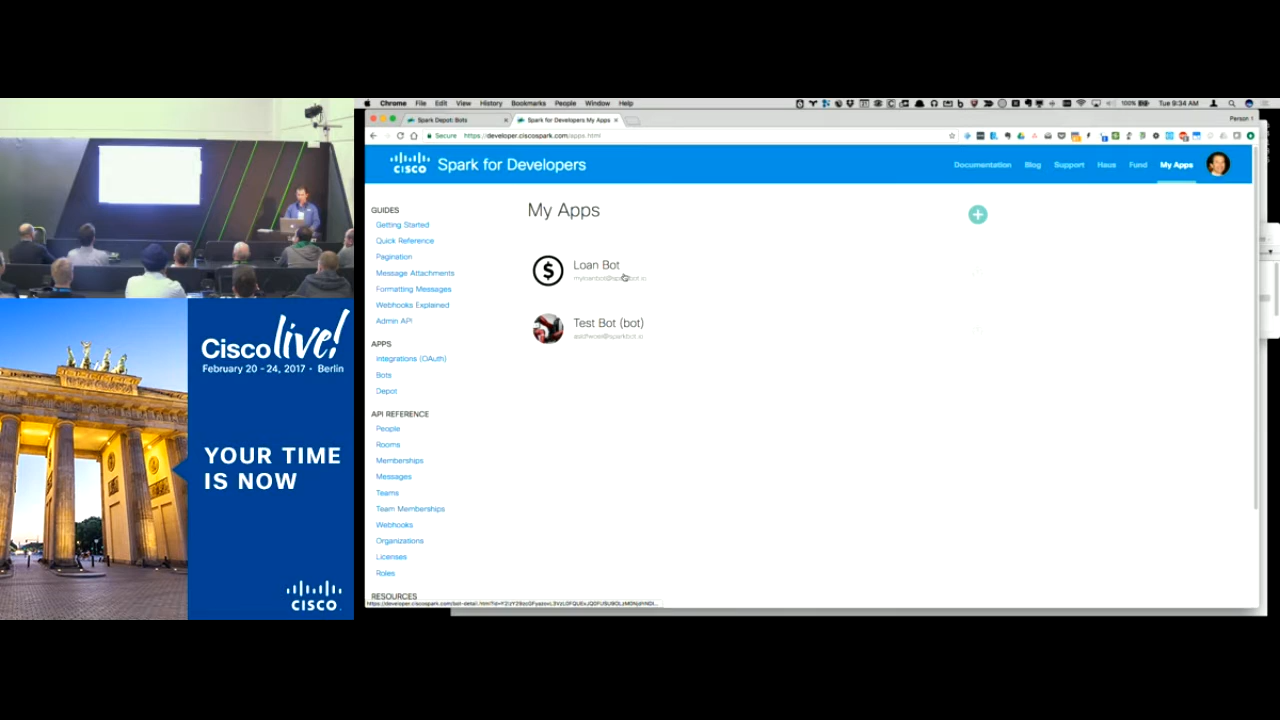 Chrome File Edit View History Bookmarks People Window Help
100% Tue 9:34 AM
Spark Depot: Bots
Spark Developers My Apps
Person 1
Secure https://developer.ciscospark.com/apps.html
CISCO
Spark for Developers
Documentation Blog Support Haus Fund My Apps
GUIDES
Getting Started
Quick Reference
Pagination
Message Attachments
Formatting Messages
Webhooks Explained
Admin API
APPS
Integrations (OAuth)
Bots
Depot
API REFERENCE
People
Rooms
Memberships
Messages
Teams
Team Memberships
Webhooks
Organizations
Licenses
Roles
RESOURCES
My Apps
Loan Bot
Test Bot (bot)
Cisco live!
February 20 - 24, 2017 · Berlin
YOUR TIME
IS NOW
CISCO